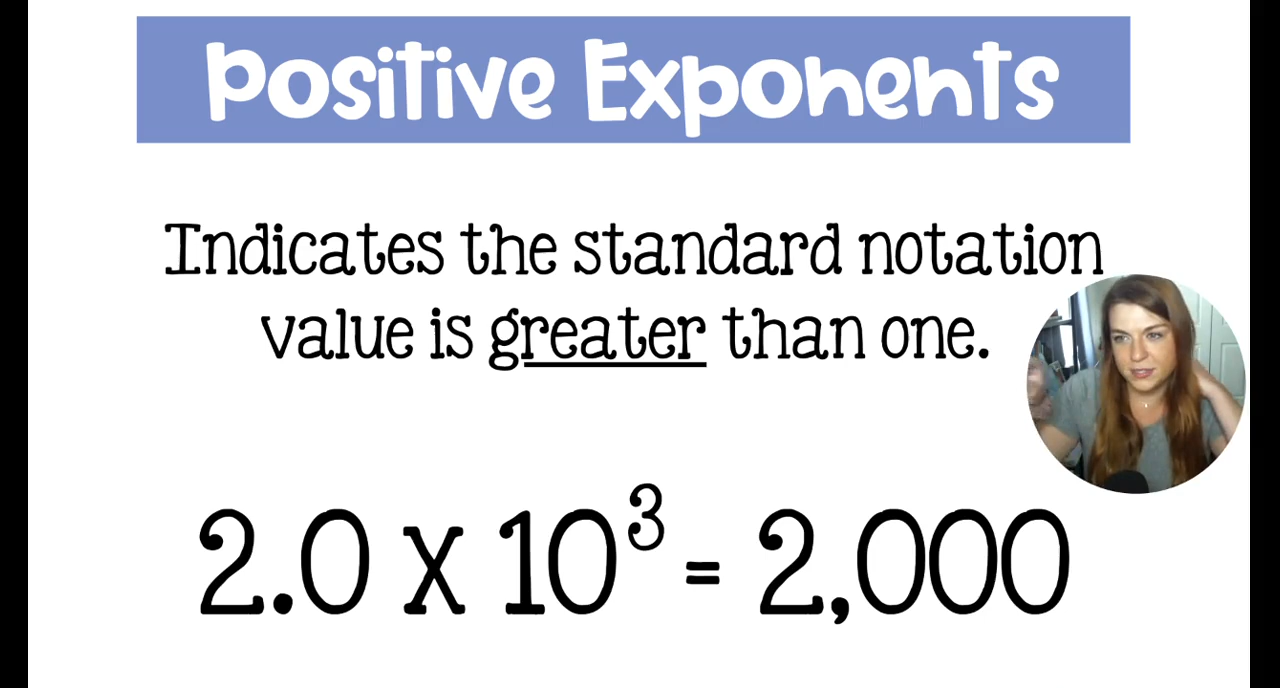 Positive Exponents
Indicates the standard notation
value is greater than one.
2.0 x 10³ = 2,000